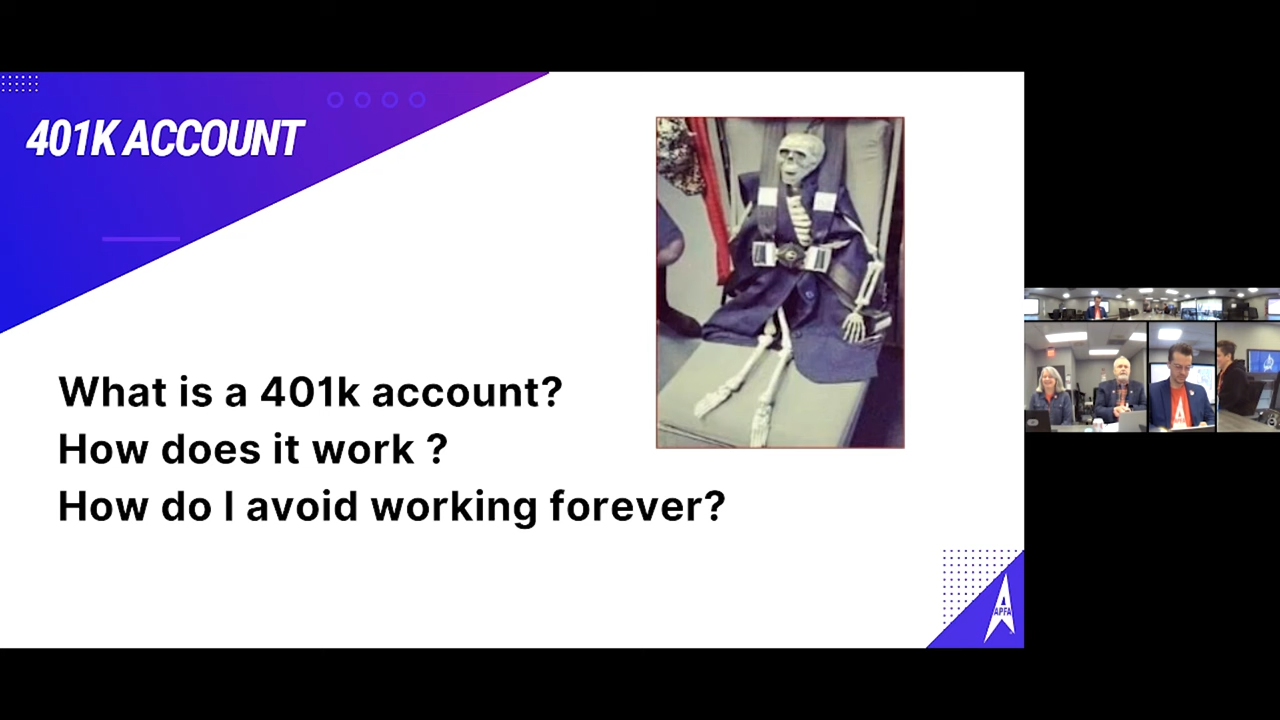 401K ACCOUNT
What is a 401k account?
How does it work ?
How do I avoid working forever?
APFA